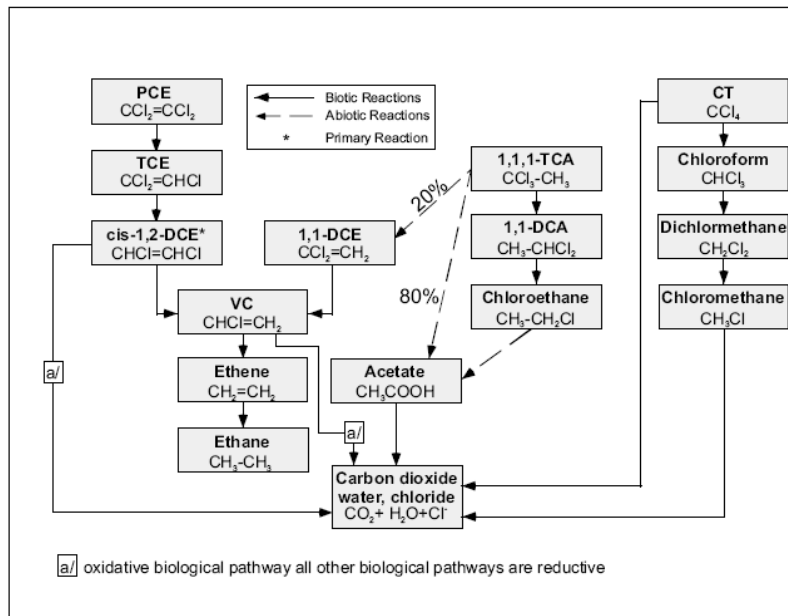 PCE
CCl₂=CCl₂
TCE
CCl₂=CHCl
cis-1,2-DCE*
CHCl=CHCl
Biotic Reactions
Abiotic Reactions
* Primary Reaction
1,1-DCE
CCl₂=CH₂
20%
1,1,1-TCA
CCl₃-CH₃
1,1-DCA
CH₃-CHCl₂
Chloroethane
CH₃-CH₂Cl
80%
CT
CCl₄
Chloroform
CHCl₃
Dichlormethane
CH₂Cl₂
Chloromethane
CH₃Cl
VC
CHCl=CH₂
a/
Ethene
CH₂=CH₂
Ethane
CH₃-CH₃
Acetate
CH₃COOH
a/
Carbon dioxide
water, chloride
CO₂+ H₂O+Cl⁻
a/ oxidative biological pathway all other biological pathways are reductive